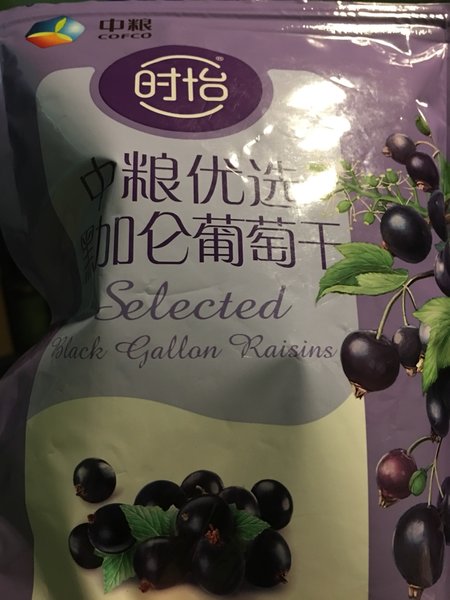 中粮
COFCO
时怡®
中粮优选
黑加仑葡萄干
Selected
Black Gallon Raisins